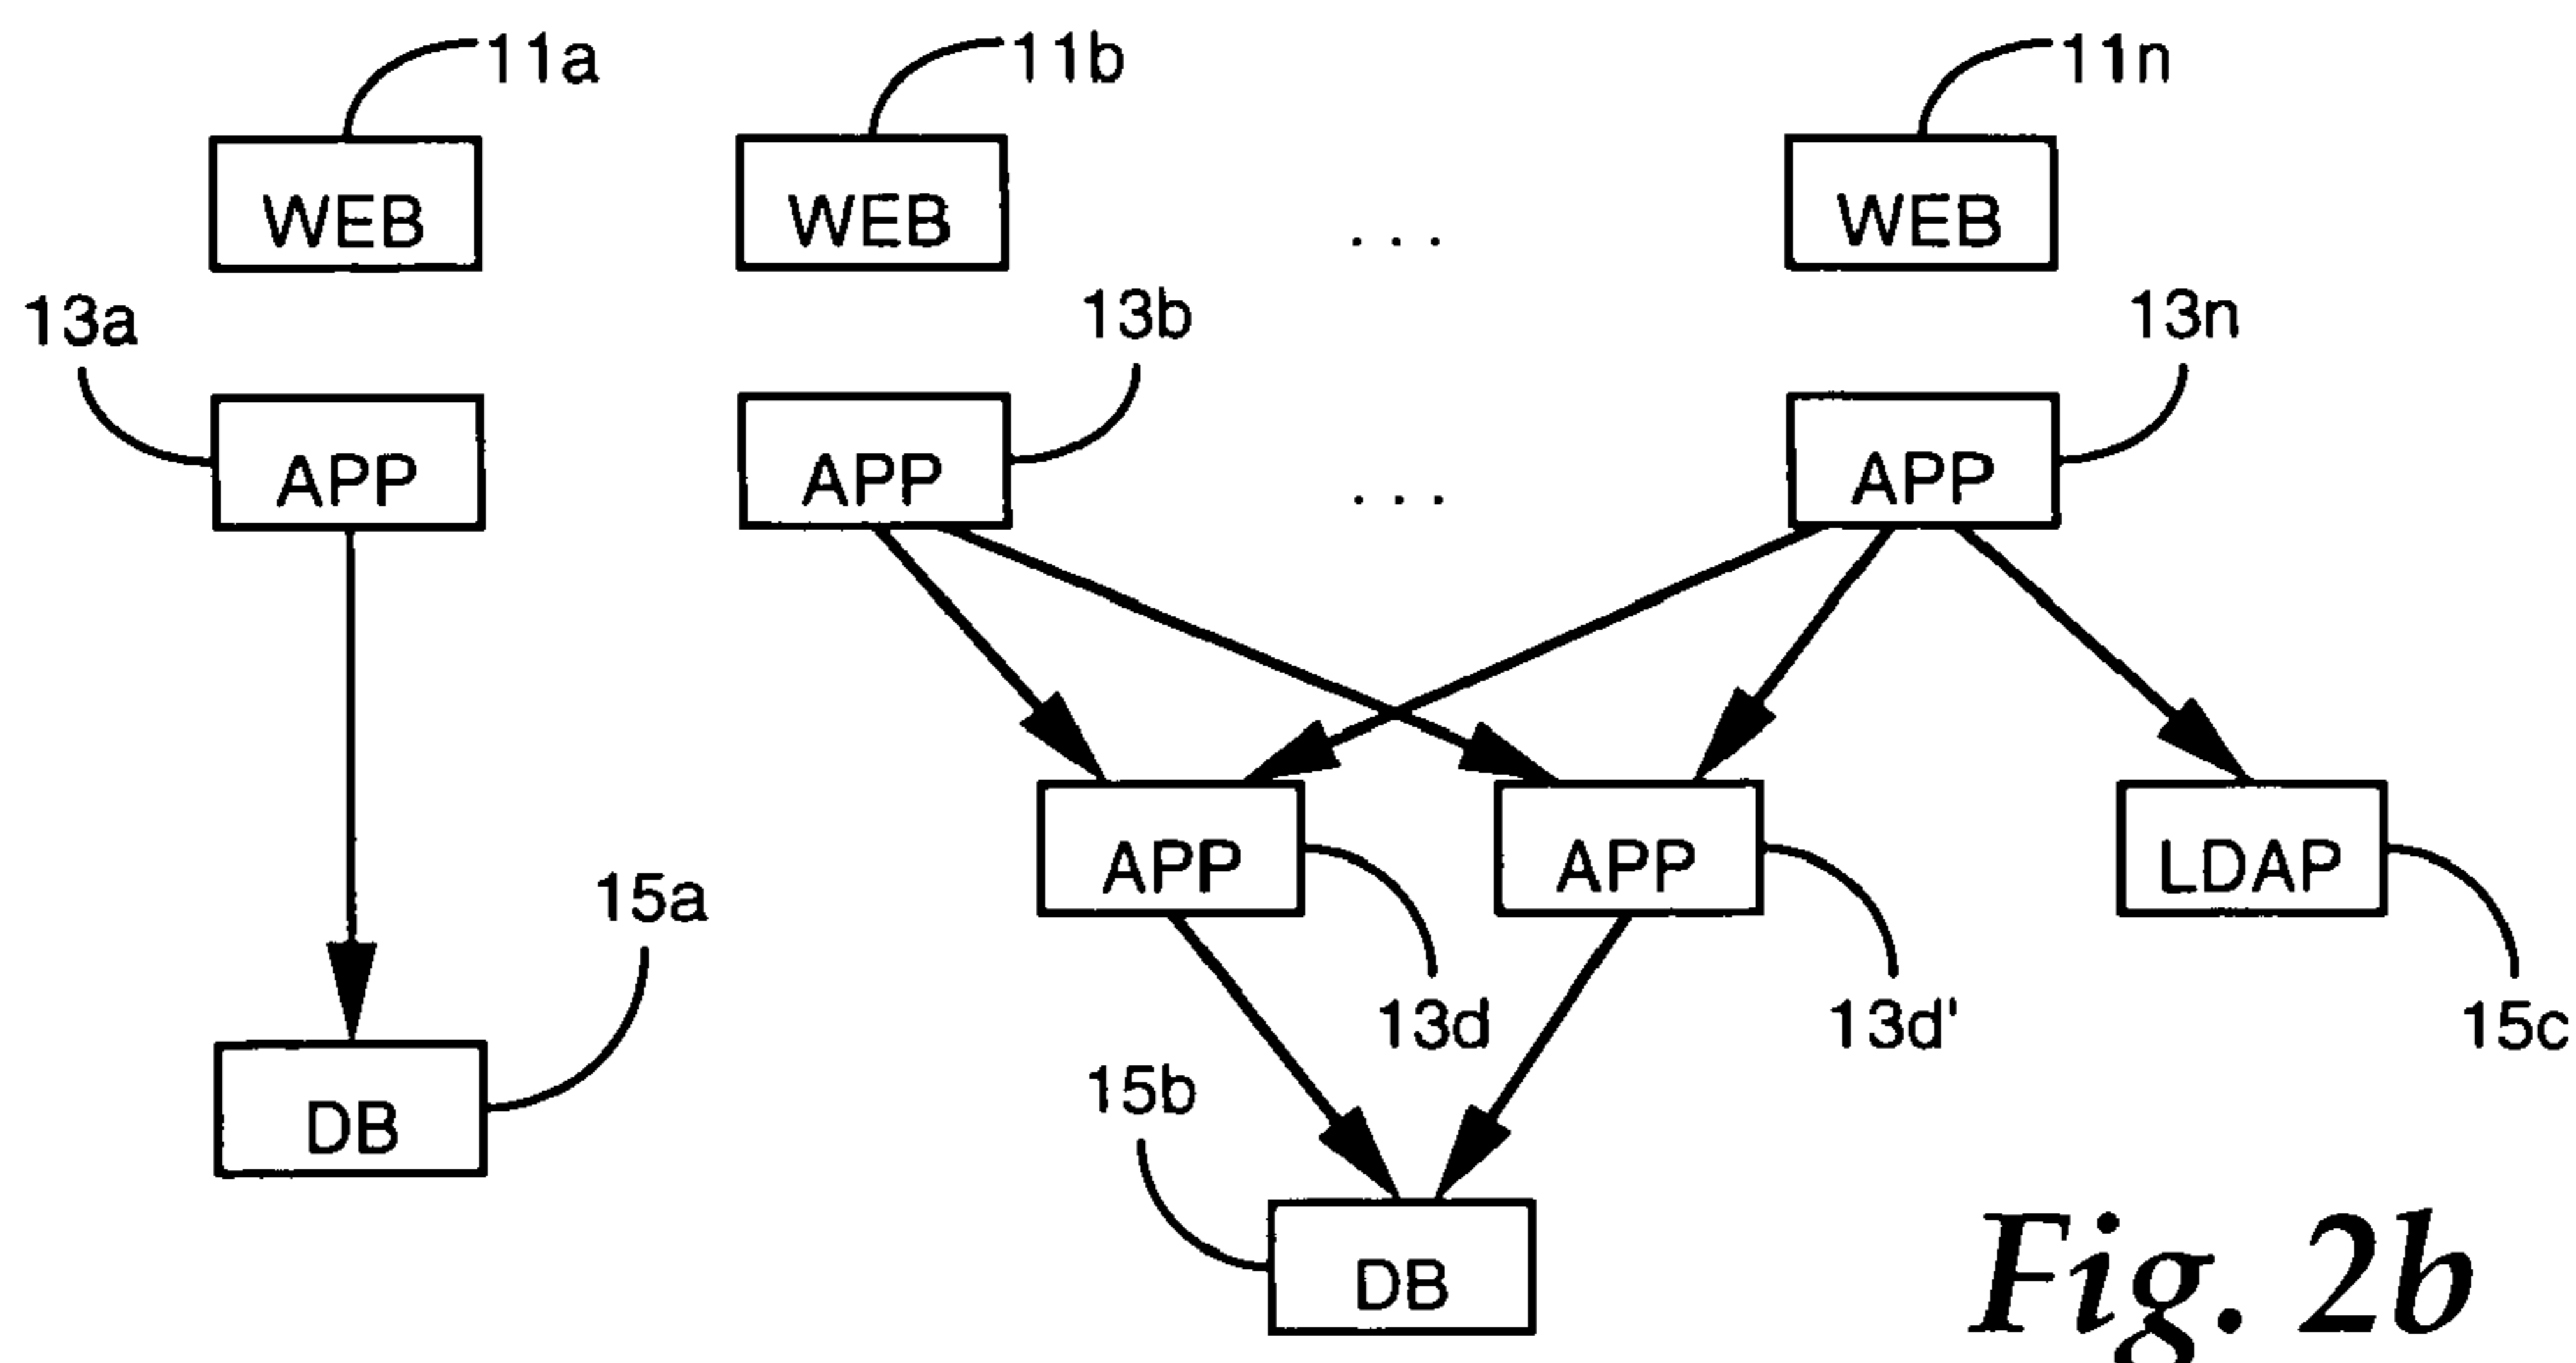 11a 11b 11n
WEB WEB ... WEB
13a 13b 13n
APP APP ... APP
APP APP LDAP
15a
13d 13d' 15c
DB 15b
DB
Fig. 2b